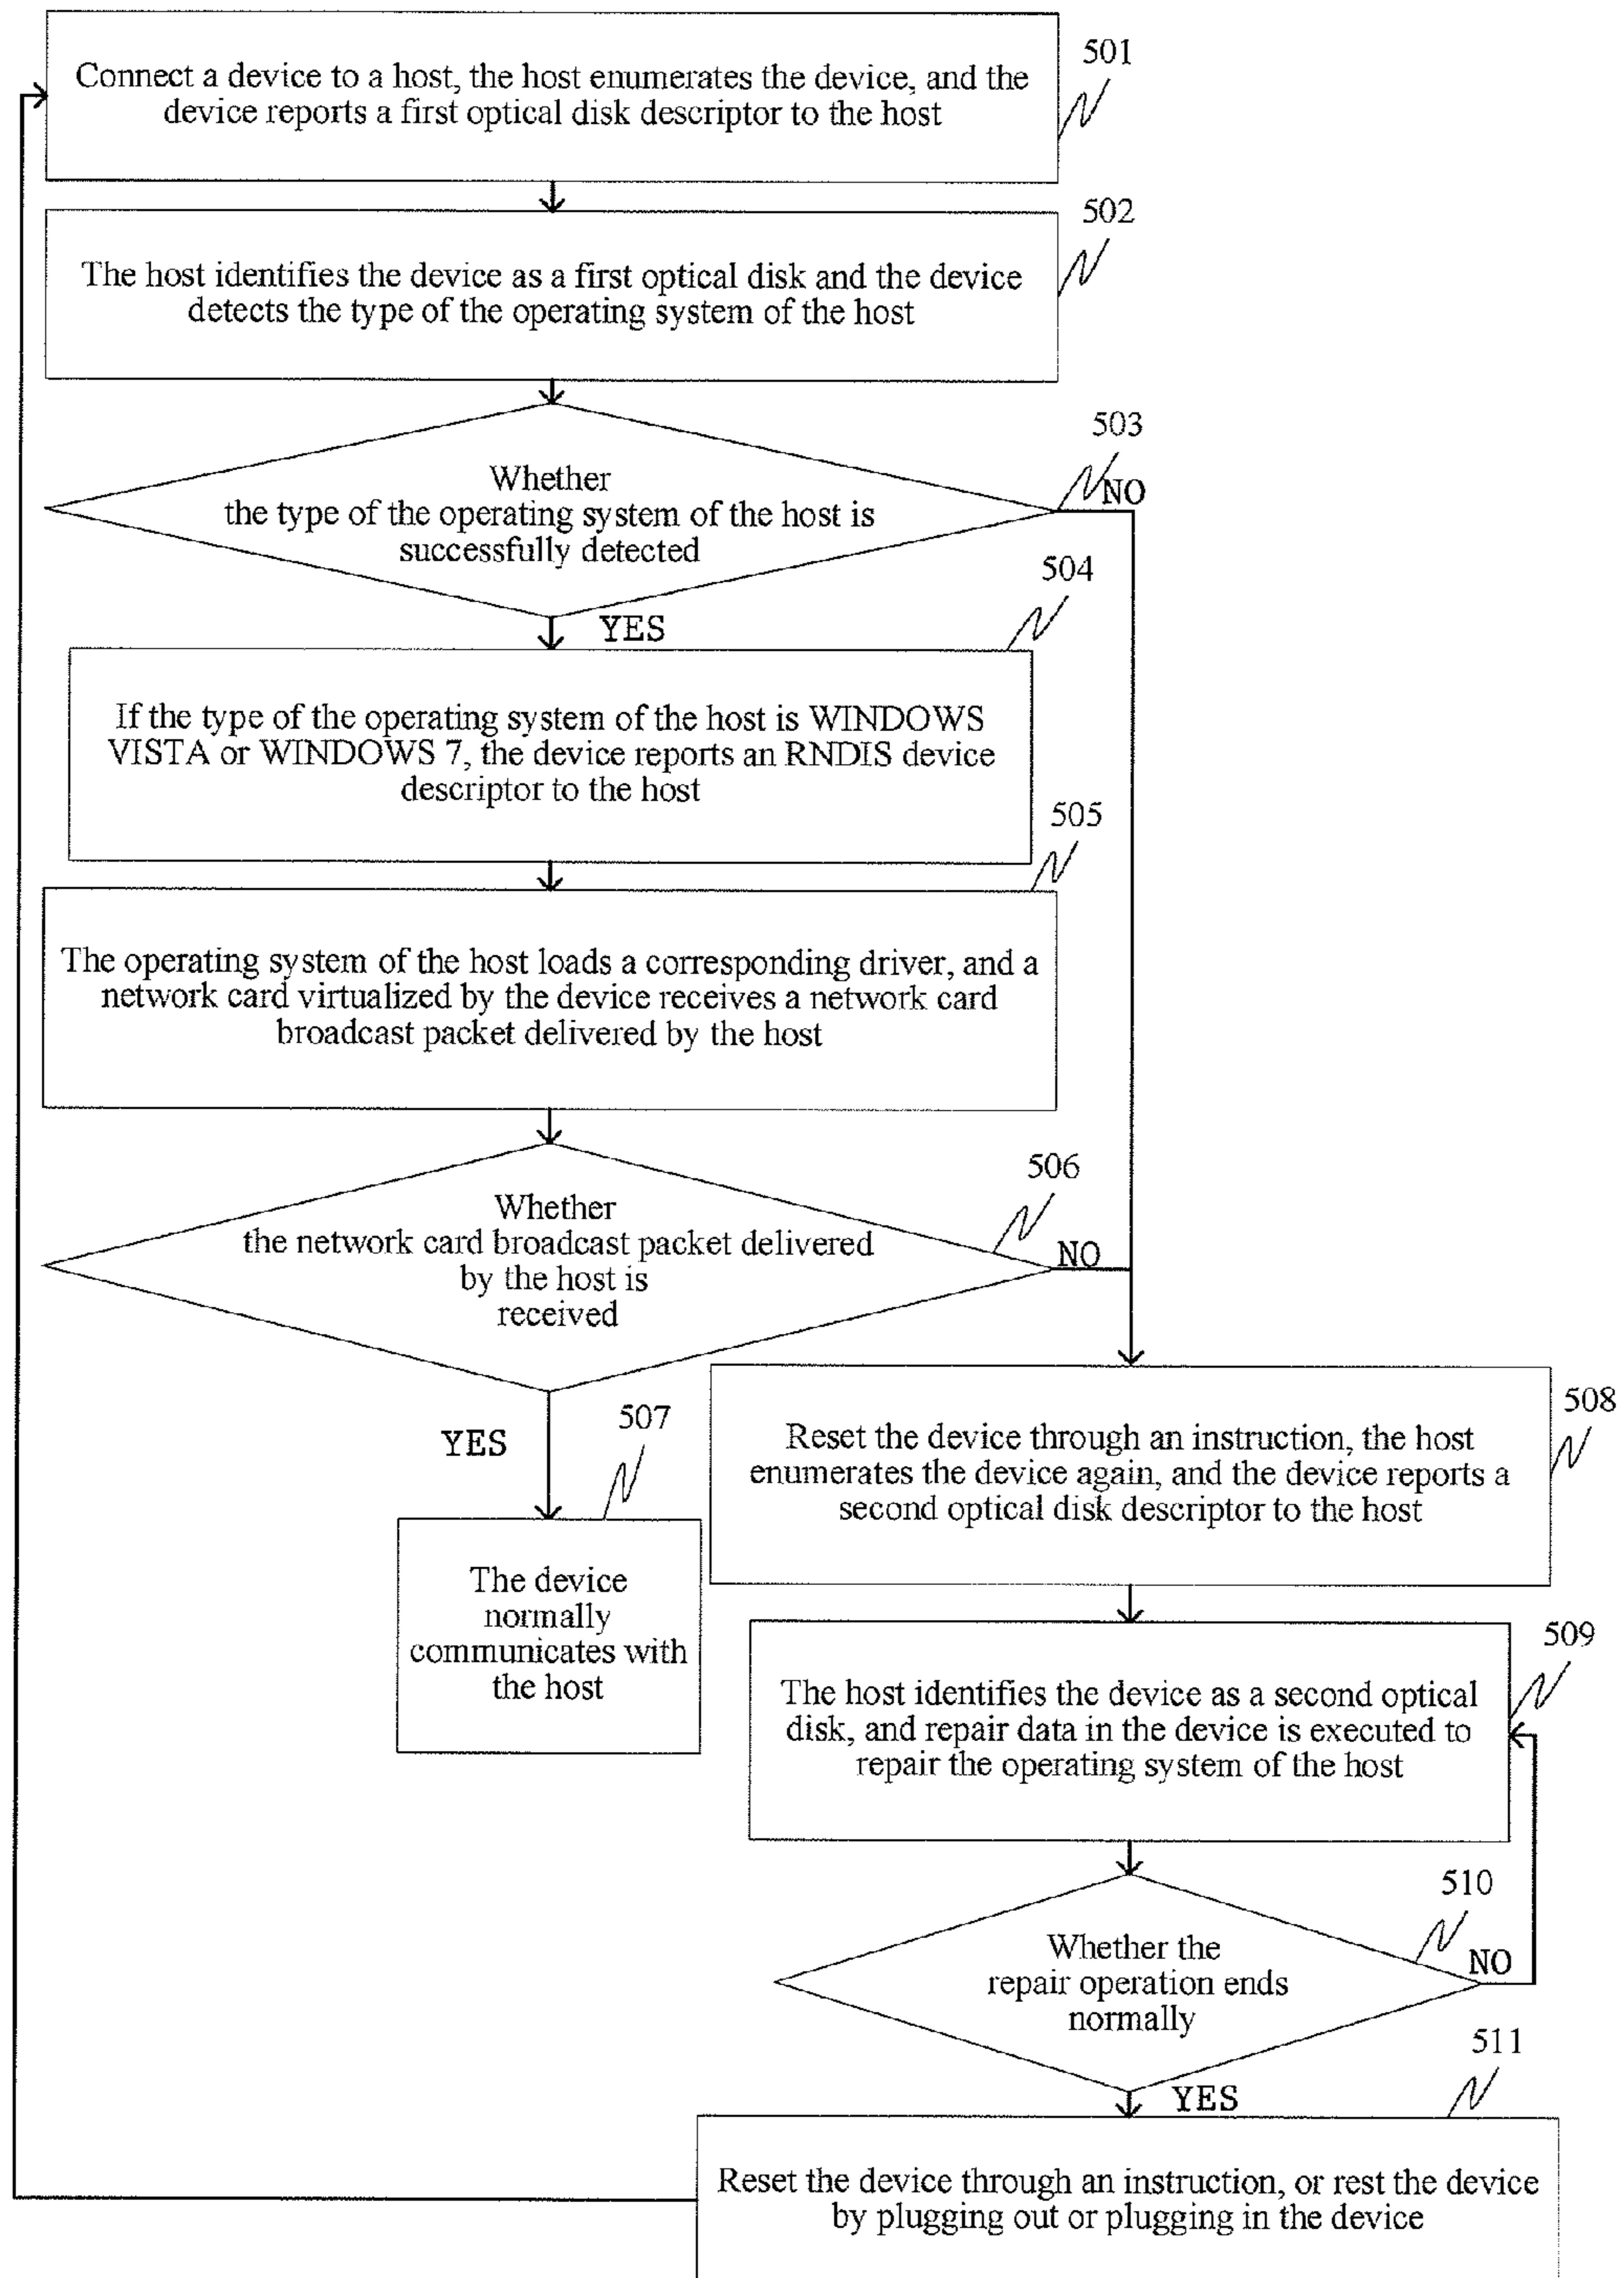 501
Connect a device to a host, the host enumerates the device, and the
device reports a first optical disk descriptor to the host
502
The host identifies the device as a first optical disk and the device
detects the type of the operating system of the host
503
NO
Whether
the type of the operating system of the host is
successfully detected
YES
504
If the type of the operating system of the host is WINDOWS
VISTA or WINDOWS 7, the device reports an RNDIS device
descriptor to the host
505
The operating system of the host loads a corresponding driver, and a
network card virtualized by the device receives a network card
broadcast packet delivered by the host
506
Whether
the network card broadcast packet delivered
by the host is
received
NO
YES
507
The device
normally
communicates with
the host
508
Reset the device through an instruction, the host
enumerates the device again, and the device reports a
second optical disk descriptor to the host
509
The host identifies the device as a second optical
disk, and repair data in the device is executed to
repair the operating system of the host
510
Whether the
repair operation ends
normally
NO
YES
511
Reset the device through an instruction, or rest the device
by plugging out or plugging in the device